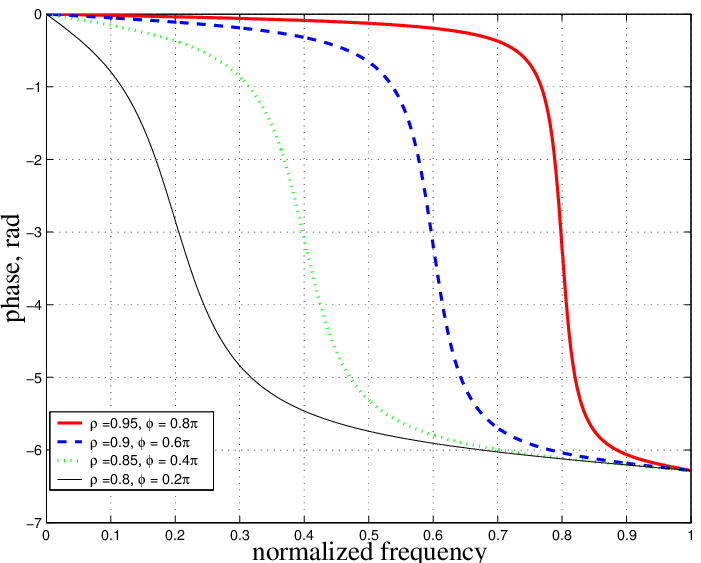 0
−1
−2
−3
−4
−5
−6
−7
phase, rad
ρ =0.95, ϕ = 0.8π
ρ =0.9, ϕ = 0.6π
ρ =0.85, ϕ = 0.4π
ρ =0.8, ϕ = 0.2π
0 0.1 0.2 0.3 0.4 0.5 0.6 0.7 0.8 0.9 1
normalized frequency